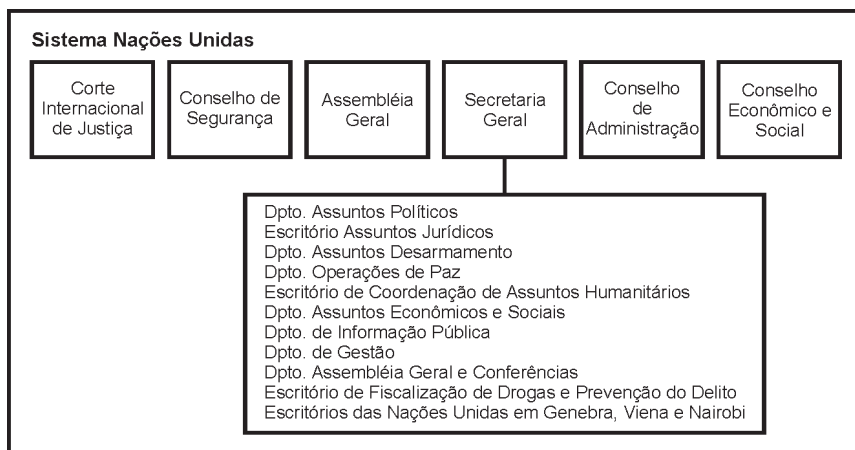 Sistema Nações Unidas
Corte
Internacional
de Justiça
Conselho de
Segurança
Assembléia
Geral
Secretaria
Geral
Conselho
de
Administração
Conselho
Econômico e
Social
Dpto. Assuntos Políticos
Escritório Assuntos Jurídicos
Dpto. Assuntos Desarmamento
Dpto. Operações de Paz
Escritório de Coordenação de Assuntos Humanitários
Dpto. Assuntos Econômicos e Sociais
Dpto. de Informação Pública
Dpto. de Gestão
Dpto. Assembléia Geral e Conferências
Escritório de Fiscalização de Drogas e Prevenção do Delito
Escritórios das Nações Unidas em Genebra, Viena e Nairobi